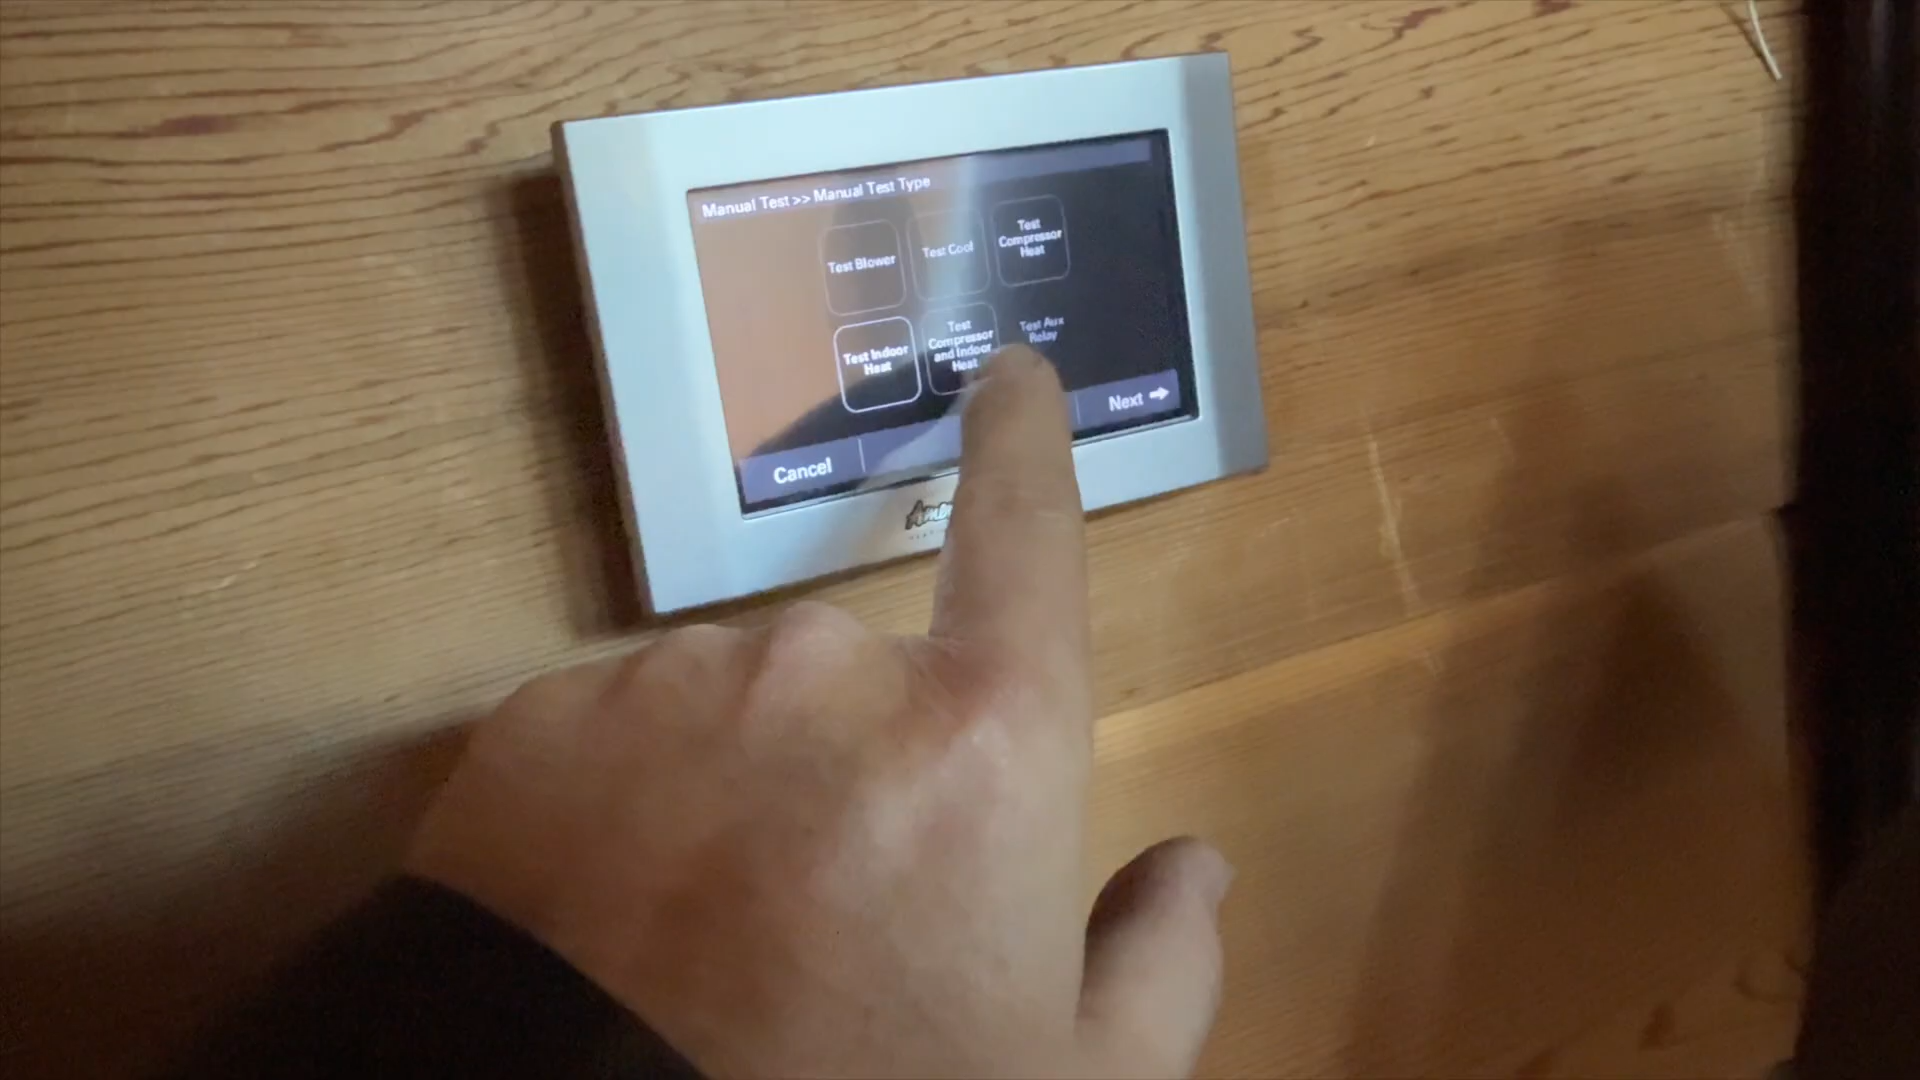 Manual Test >> Manual Test Type
Test Blower
Test Cool
Test
Compressor
Heat
Test Indoor
Heat
Test
Compressor
and Indoor
Heat
Test Aux
Relay
Cancel
Next